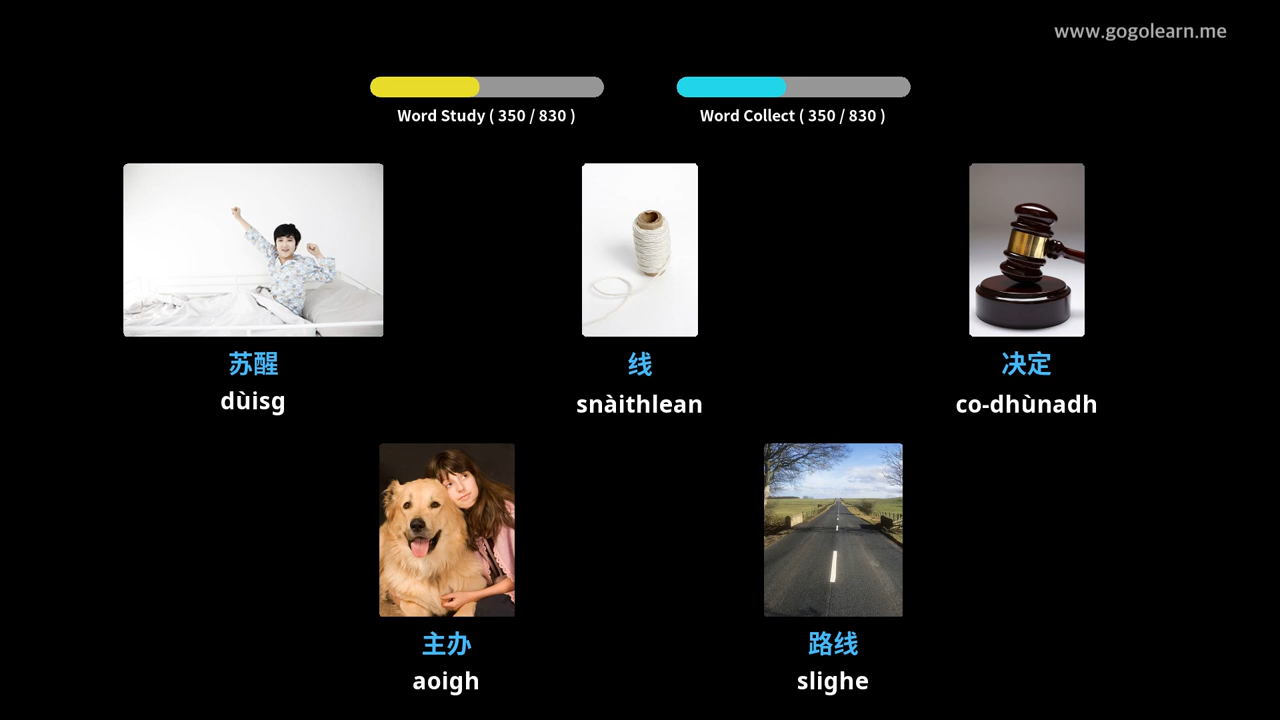 www.gogolearn.me
Word Study ( 350 / 830 )
Word Collect ( 350 / 830 )
苏醒
dùisg
线
snàithlean
决定
co-dhùnadh
主办
aoigh
路线
slighe